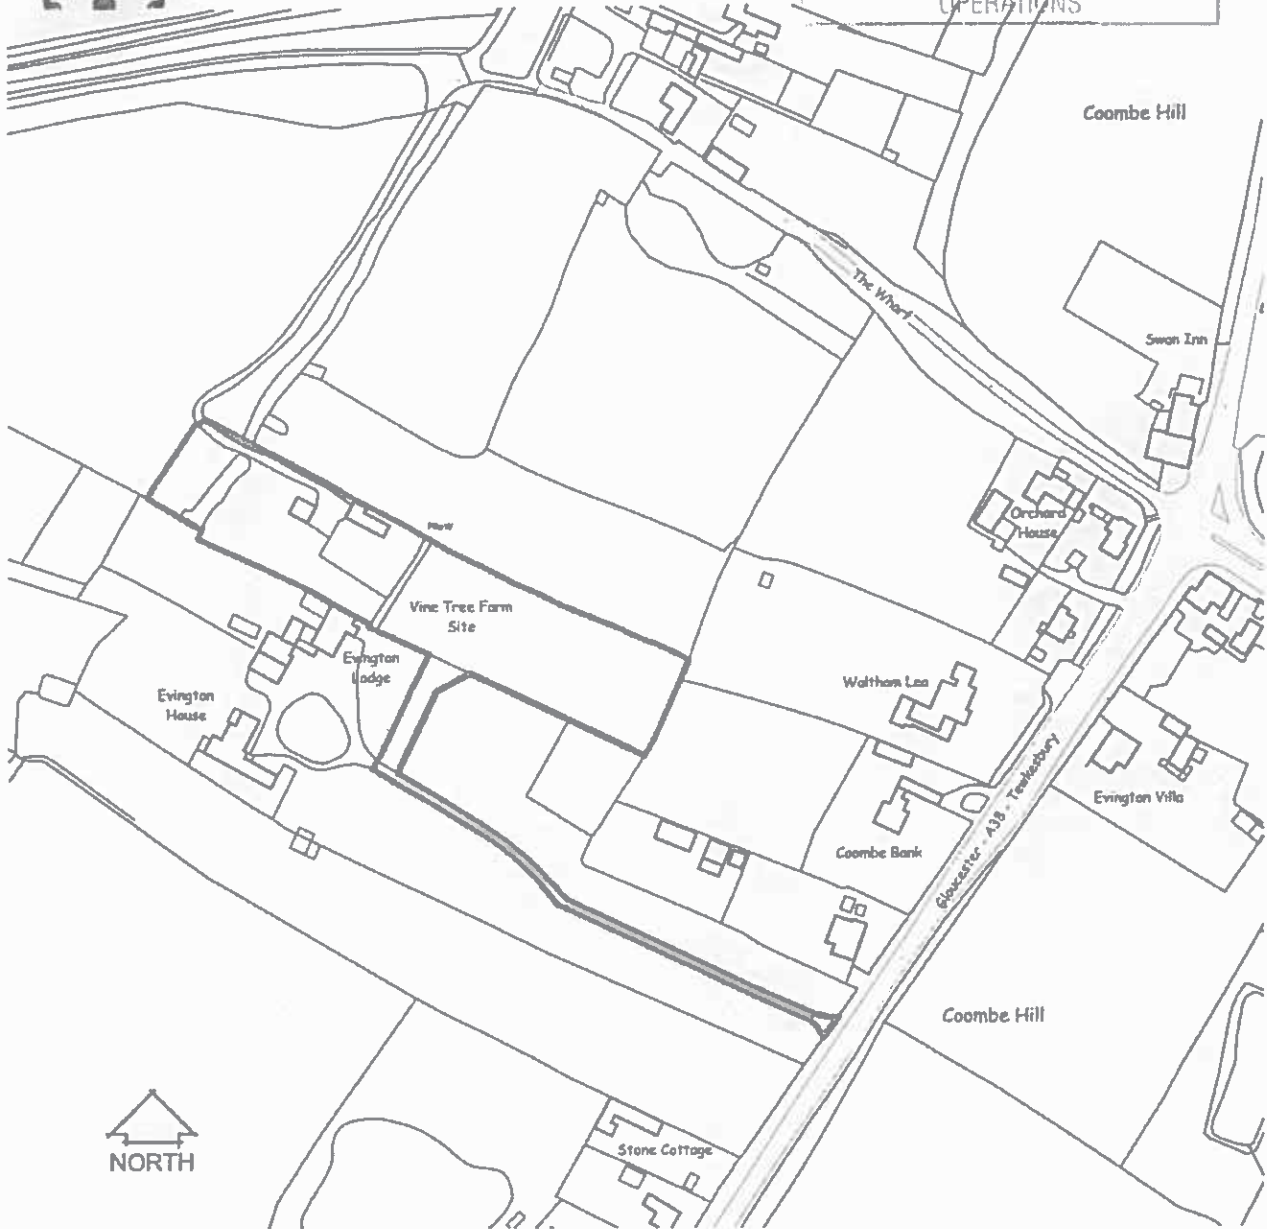 OPERATIONS
Coombe Hill
The Wharf
Swan Inn
Orchard
House
Vine Tree Farm
Site
Evington
Lodge
Evington
House
Waltham Lea
Evington Villa
Coombe Bank
Gloucester - A38 - Tewkesbury
Coombe Hill
Stone Cottage
NORTH